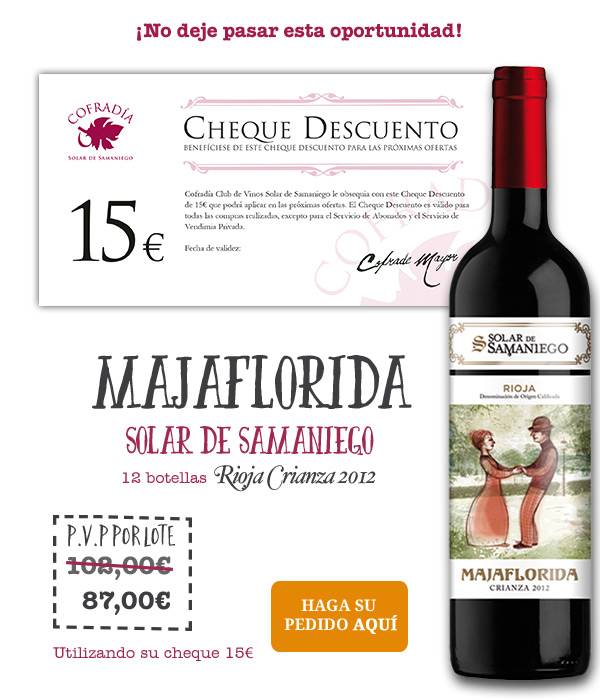 ¡No deje pasar esta oportunidad!
COFRADÍA
SOLAR DE SAMANIEGO
CHEQUE DESCUENTO
BENEFÍCIESE DE ESTE CHEQUE DESCUENTO PARA LAS PRÓXIMAS OFERTAS
15€
Cofradía Club de Vinos Solar de Samaniego le obsequia con este Cheque Descuento
de 15€ que podrá aplicar en las próximas ofertas. El Cheque Descuento es válido para
todas las compras realizadas, excepto para el Servicio de Abonados y el Servicio de
Vendimia Privada.
Fecha de validez:
Cofrade Mayor
COFRADÍ
MAJAFLORIDA
SOLAR DE SAMANIEGO
12 botellas Rioja Crianza 2012
P.V.P POR LOTE
102,00€
87,00€
Utilizando su cheque 15€
HAGA SU
PEDIDO AQUÍ
S SOLAR DE
SAMANIEGO
RIOJA
Denominación de Origen Calificada
MAJAFLORIDA
CRIANZA 2012